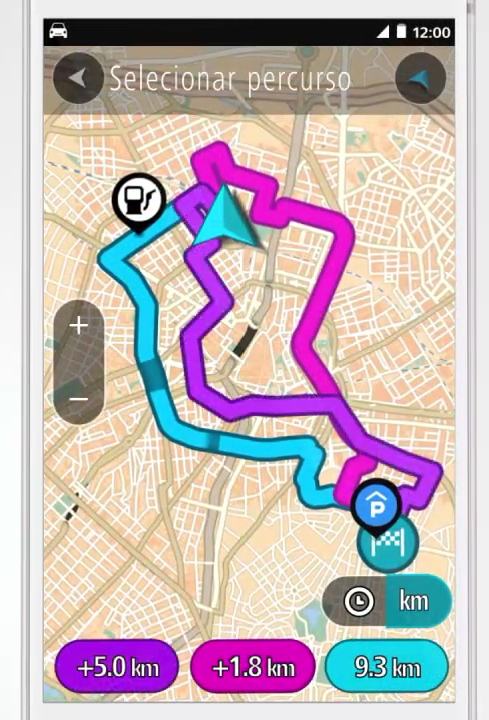 12:00
Selecionar percurso
P
km
+5.0 km
+1.8 km
9.3 km